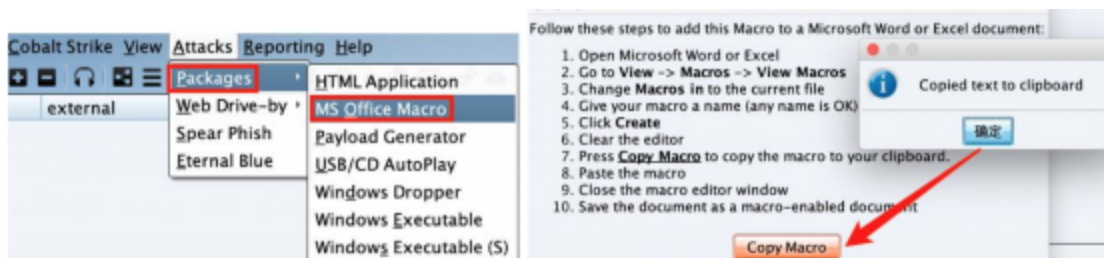 Cobalt Strike View Attacks Reporting Help
external
Packages
Web Drive-by
Spear Phish
Eternal Blue
HTML Application
MS Office Macro
Payload Generator
USB/CD AutoPlay
Windows Dropper
Windows Executable
Windows Executable (S)
Follow these steps to add this Macro to a Microsoft Word or Excel document:
1. Open Microsoft Word or Excel
2. Go to View -> Macros -> View Macros
3. Change Macros in to the current file
4. Give your macro a name (any name is OK)
5. Click Create
6. Clear the editor
7. Press Copy Macro to copy the macro to your clipboard.
8. Paste the macro
9. Close the macro editor window
10. Save the document as a macro-enabled document
Copied text to clipboard
确定
Copy Macro